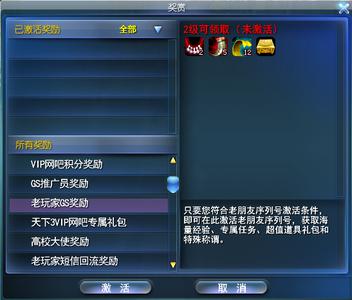 奖赏
已激活奖励 全部
2级可领取（未激活）
2 5 12
所有奖励
VIP网吧积分奖励
GS推广员奖励
老玩家GS奖励
天下3VIP网吧专属礼包
高校大使奖励
老玩家短信回流奖励
只要您符合老朋友序列号激活条件，
即可在此激活老朋友序列号，获取海
量经验、专属任务、超值道具礼包和
特殊称谓。
激 活
取 消